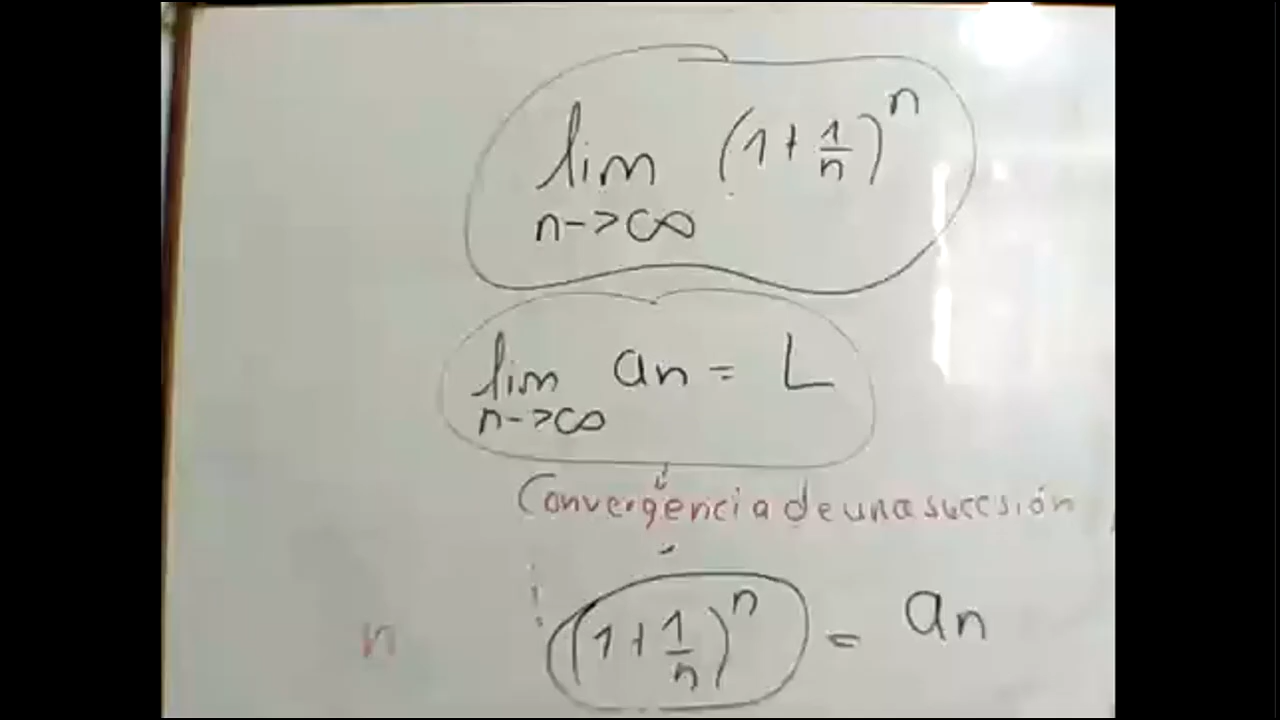 lim (1 + 1/n)^n
n->∞
lim an = L
n->∞
Convergencia de una sucesión
(1 + 1/n)^n = an
n